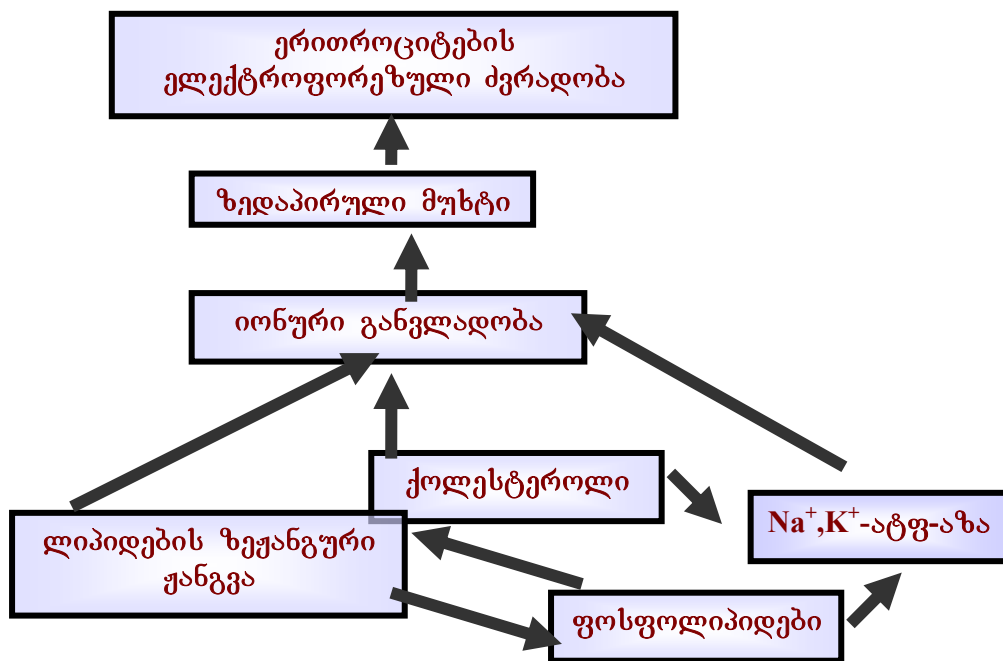 ერითროციტების
ელექტროფორეზული ძვრადობა
ზედაპირული მუხტი
იონური განვლადობა
ქოლესტეროლი
ლიპიდების ზეჟანგური
ჟანგვა
Na⁺,K⁺-ატფ-აზა
ფოსფოლიპიდები